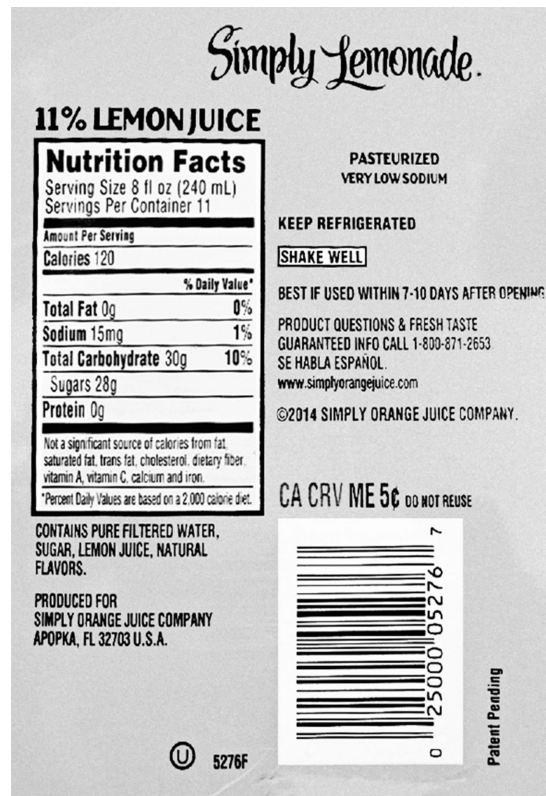 Simply Lemonade.
11% LEMON JUICE
Nutrition Facts
Serving Size 8 fl oz (240 mL)
Servings Per Container 11
Amount Per Serving
Calories 120
% Daily Value*
Total Fat 0g 0%
Sodium 15mg 1%
Total Carbohydrate 30g 10%
Sugars 28g
Protein 0g
Not a significant source of calories from fat,
saturated fat, trans fat, cholesterol, dietary fiber,
vitamin A, vitamin C, calcium and iron.
*Percent Daily Values are based on a 2,000 calorie diet.
CONTAINS PURE FILTERED WATER,
SUGAR, LEMON JUICE, NATURAL
FLAVORS.
PRODUCED FOR
SIMPLY ORANGE JUICE COMPANY
APOPKA, FL 32703 U.S.A.
U 5276F
PASTEURIZED
VERY LOW SODIUM
KEEP REFRIGERATED
SHAKE WELL
BEST IF USED WITHIN 7-10 DAYS AFTER OPENING
PRODUCT QUESTIONS & FRESH TASTE
GUARANTEED INFO CALL 1-800-871-2653.
SE HABLA ESPAÑOL.
www.simplyorangejuice.com
©2014 SIMPLY ORANGE JUICE COMPANY.
CA CRV ME 5¢ DO NOT REUSE
0 25000 05276 7
Patent Pending